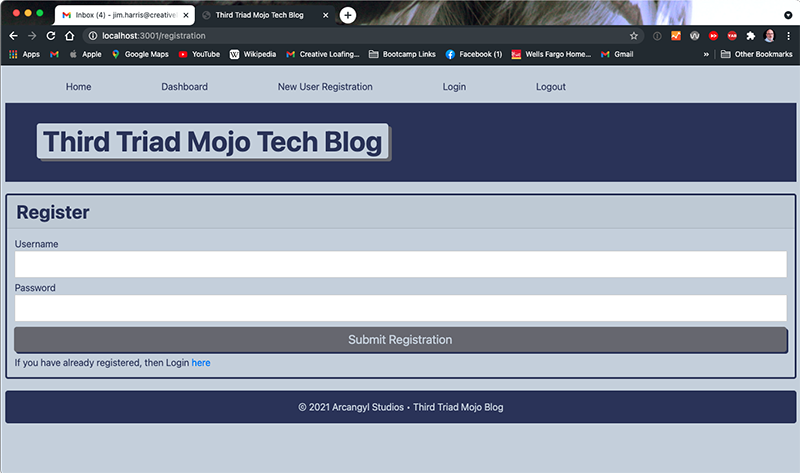 Inbox (4) - jim.harris@creative
Third Triad Mojo Tech Blog
localhost:3001/registration
Apps
Apple
Google Maps
YouTube
Wikipedia
Creative Loafing...
Bootcamp Links
Facebook (1)
Wells Fargo Home...
Gmail
»
Other Bookmarks
Home
Dashboard
New User Registration
Login
Logout
Third Triad Mojo Tech Blog
Register
Username
Password
Submit Registration
If you have already registered, then Login here
© 2021 Arcangyl Studios • Third Triad Mojo Blog